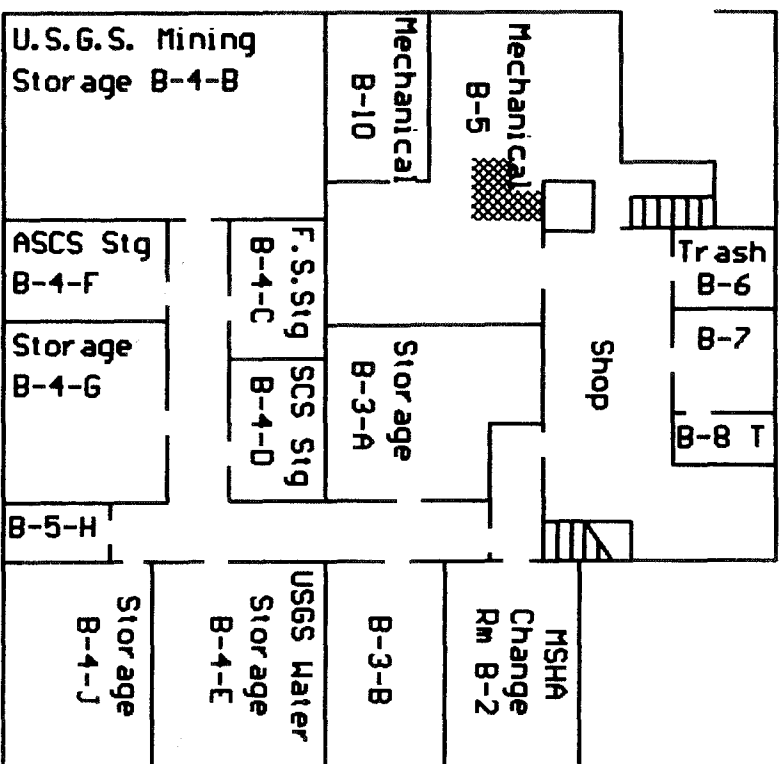 U.S.G.S. Mining
Storage B-4-B
Mechanical
B-10
Mechanical
B-5
ASCS Stg
B-4-F
F.S.Stg
B-4-C
Trash
B-6
Storage
B-4-G
SCS Stg
B-4-D
Storage
B-3-A
Shop
B-7
B-8 T
B-5-H
Storage
B-4-J
USGS Water
Storage
B-4-E
B-3-B
MSHA
Change
Rm B-2